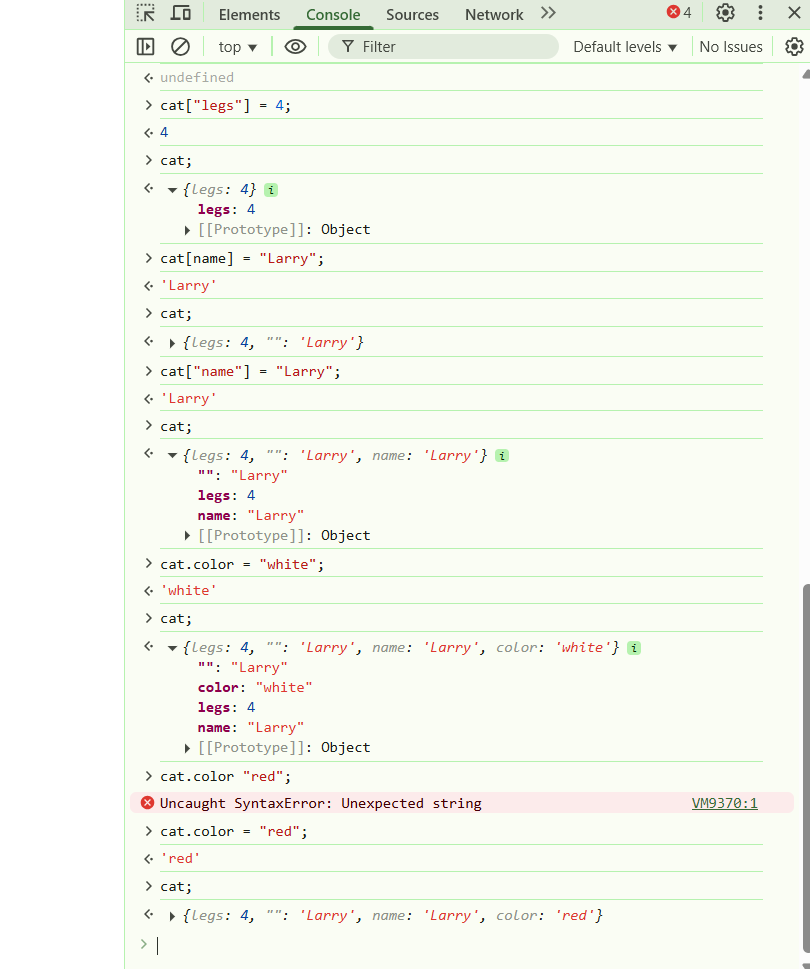 Elements Console Sources Network 4
top Filter Default levels No Issues
undefined
cat["legs"] = 4;
4
cat;
{legs: 4} i
legs: 4
[[Prototype]]: Object
cat[name] = "Larry";
'Larry'
cat;
{legs: 4, "": 'Larry'}
cat["name"] = "Larry";
'Larry'
cat;
{legs: 4, "": 'Larry', name: 'Larry'} i
"": "Larry"
legs: 4
name: "Larry"
[[Prototype]]: Object
cat.color = "white";
'white'
cat;
{legs: 4, "": 'Larry', name: 'Larry', color: 'white'} i
"": "Larry"
color: "white"
legs: 4
name: "Larry"
[[Prototype]]: Object
cat.color "red";
Uncaught SyntaxError: Unexpected string VM9370:1
cat.color = "red";
'red'
cat;
{legs: 4, "": 'Larry', name: 'Larry', color: 'red'}